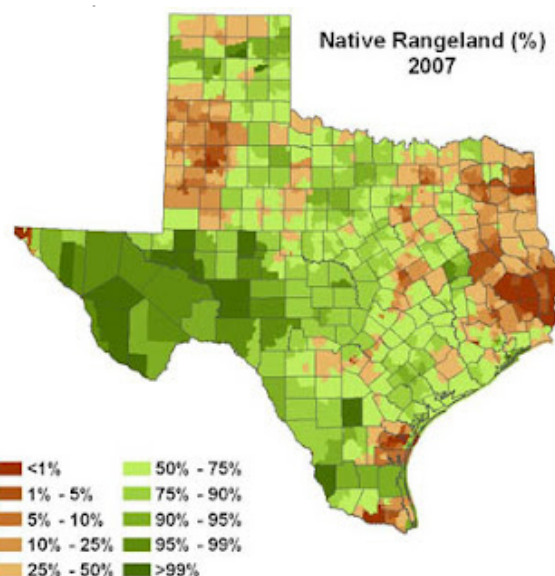 Native Rangeland (%)
2007
<1%
1% - 5%
5% - 10%
10% - 25%
25% - 50%
50% - 75%
75% - 90%
90% - 95%
95% - 99%
>99%